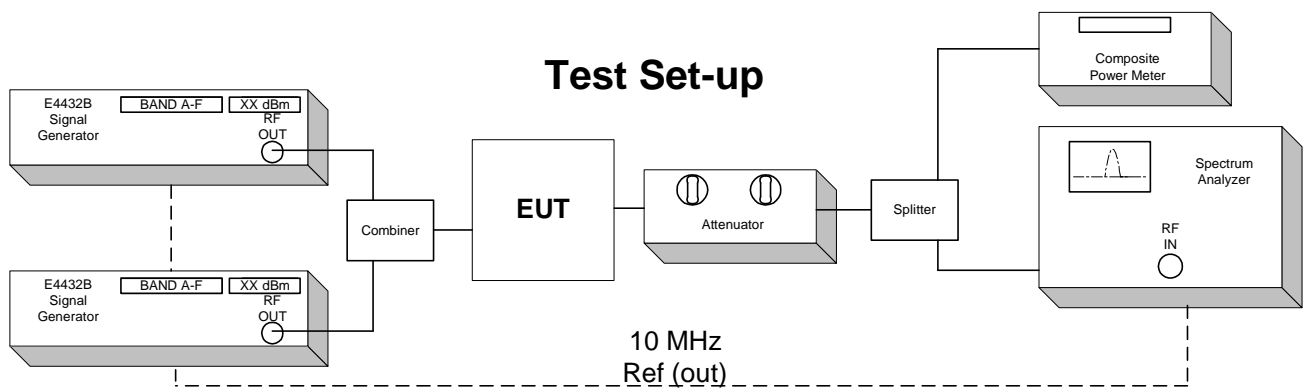 Test Set-up
E4432B
Signal
Generator
BAND A-F
XX dBm
RF
OUT
E4432B
Signal
Generator
BAND A-F
XX dBm
RF
OUT
Combiner
EUT
Attenuator
Splitter
Composite
Power Meter
Spectrum
Analyzer
RF
IN
10 MHz
Ref (out)